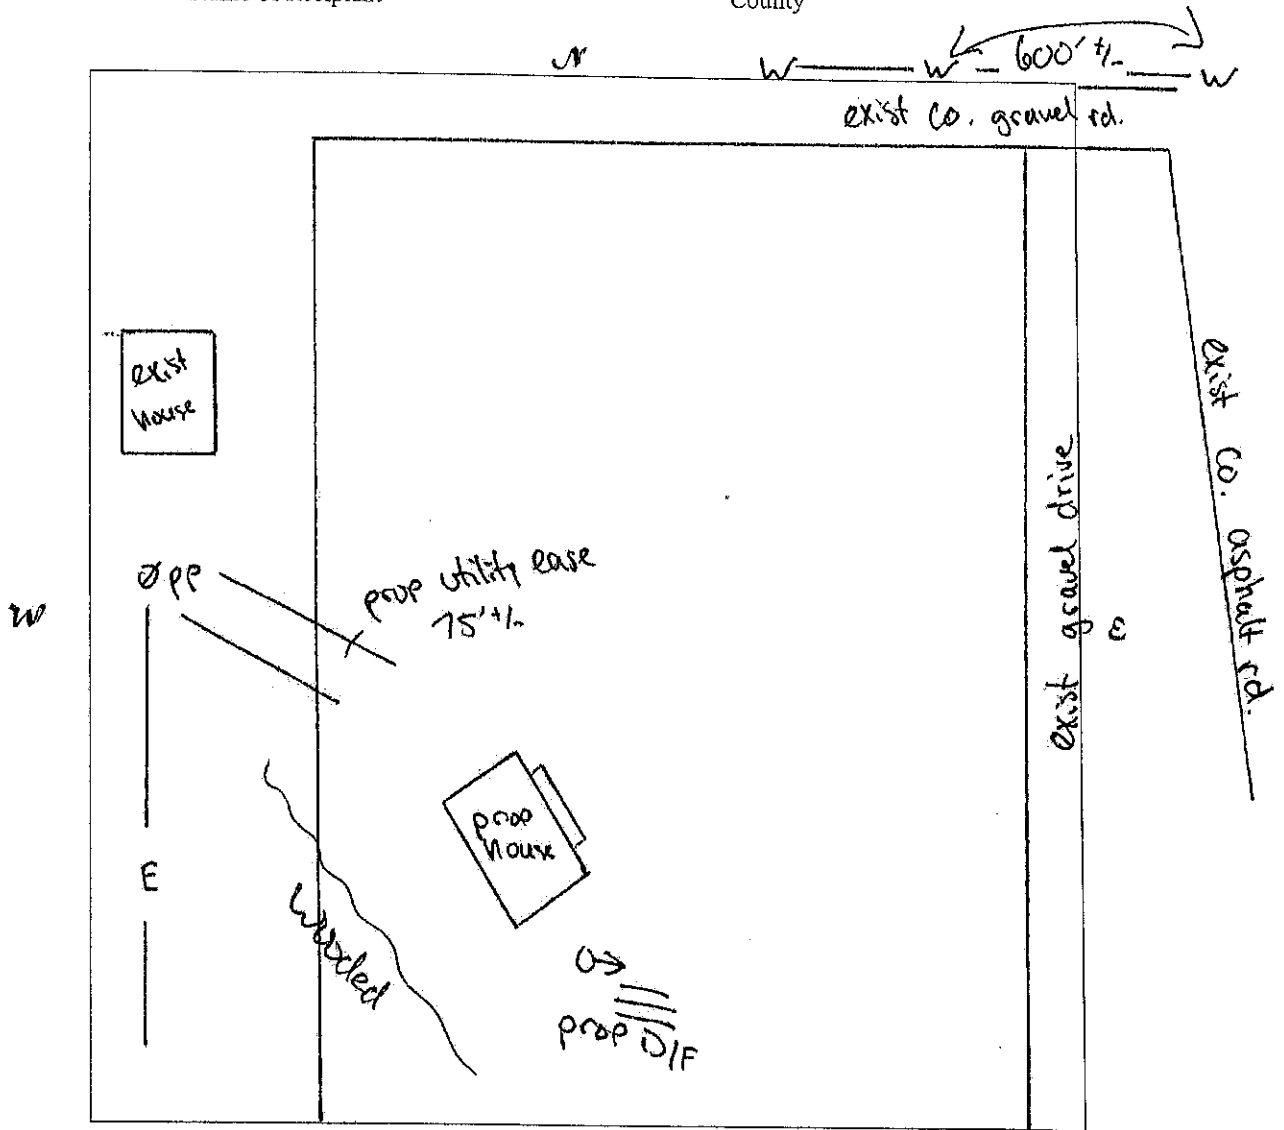 County
N
W W 600' +/- W
exist Co. gravel rd.
exist
house
exist Co. asphalt rd.
exist gravel drive
Ø PP
prop utility ease
15' +/-
W
E
prop
house
E
wooded
prop D/F